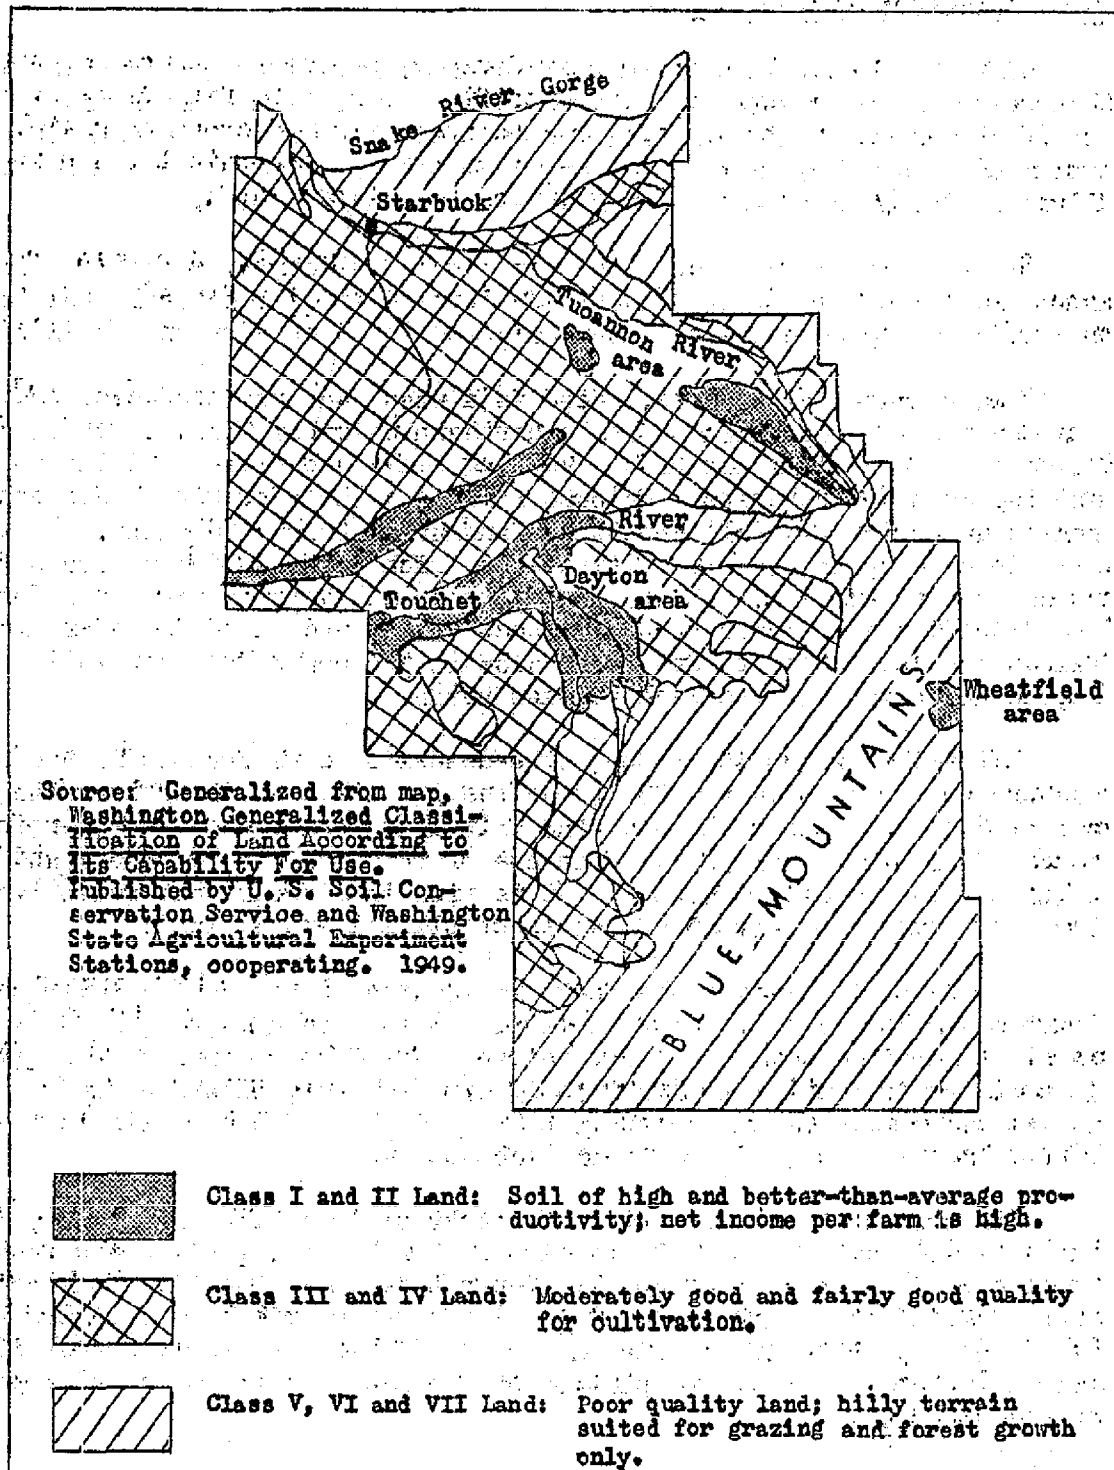 Snake River Gorge
Starbuck
Tucannon River
area
River
Dayton
area
Touchet
Wheatfield
area
BLUE MOUNTAINS
Source: Generalized from map,
Washington Generalized Classi-
fication of Land According to
Its Capability For Use.
Published by U. S. Soil Con-
servation Service and Washington
State Agricultural Experiment
Stations, cooperating. 1949.
Class I and II Land: Soil of high and better-than-average pro-
ductivity; net income per farm is high.
Class III and IV Land: Moderately good and fairly good quality
for cultivation.
Class V, VI and VII Land: Poor quality land; hilly terrain
suited for grazing and forest growth
only.